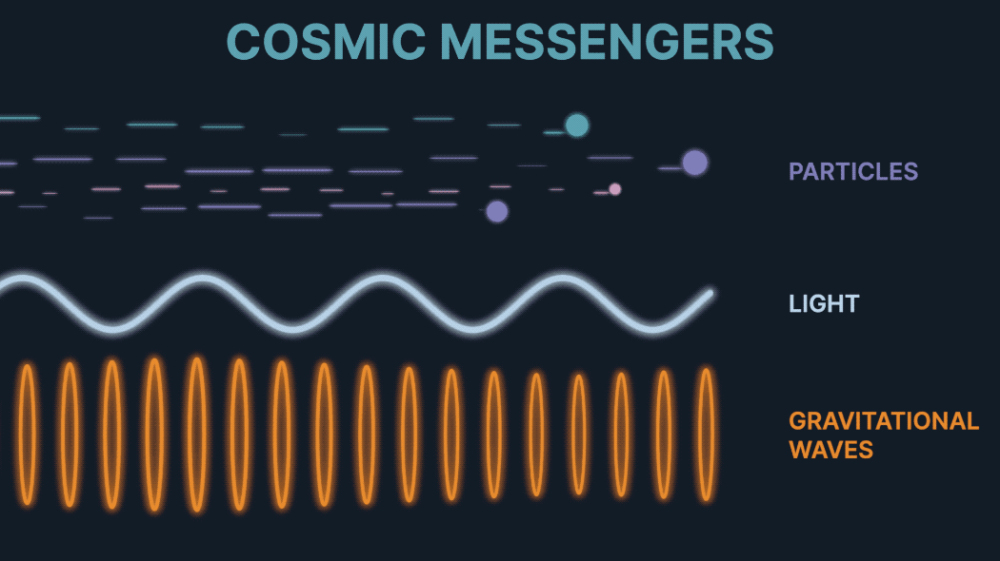 COSMIC MESSENGERS
PARTICLES
LIGHT
GRAVITATIONAL
WAVES